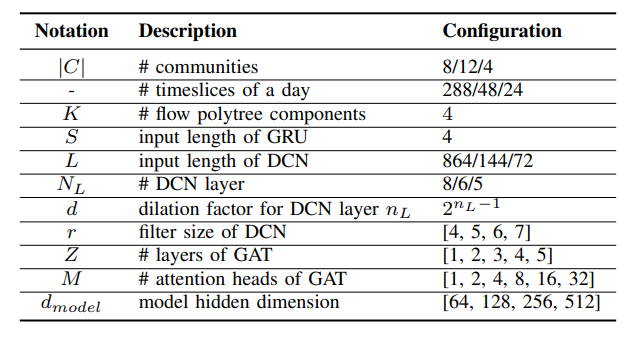 Notation Description Configuration
|C| # communities 8/12/4
- # timeslices of a day 288/48/24
K # flow polytree components 4
S input length of GRU 4
L input length of DCN 864/144/72
N_L # DCN layer 8/6/5
d dilation factor for DCN layer n_L 2^{n_L-1}
r filter size of DCN [4, 5, 6, 7]
Z # layers of GAT [1, 2, 3, 4, 5]
M # attention heads of GAT [1, 2, 4, 8, 16, 32]
d_{model} model hidden dimension [64, 128, 256, 512]